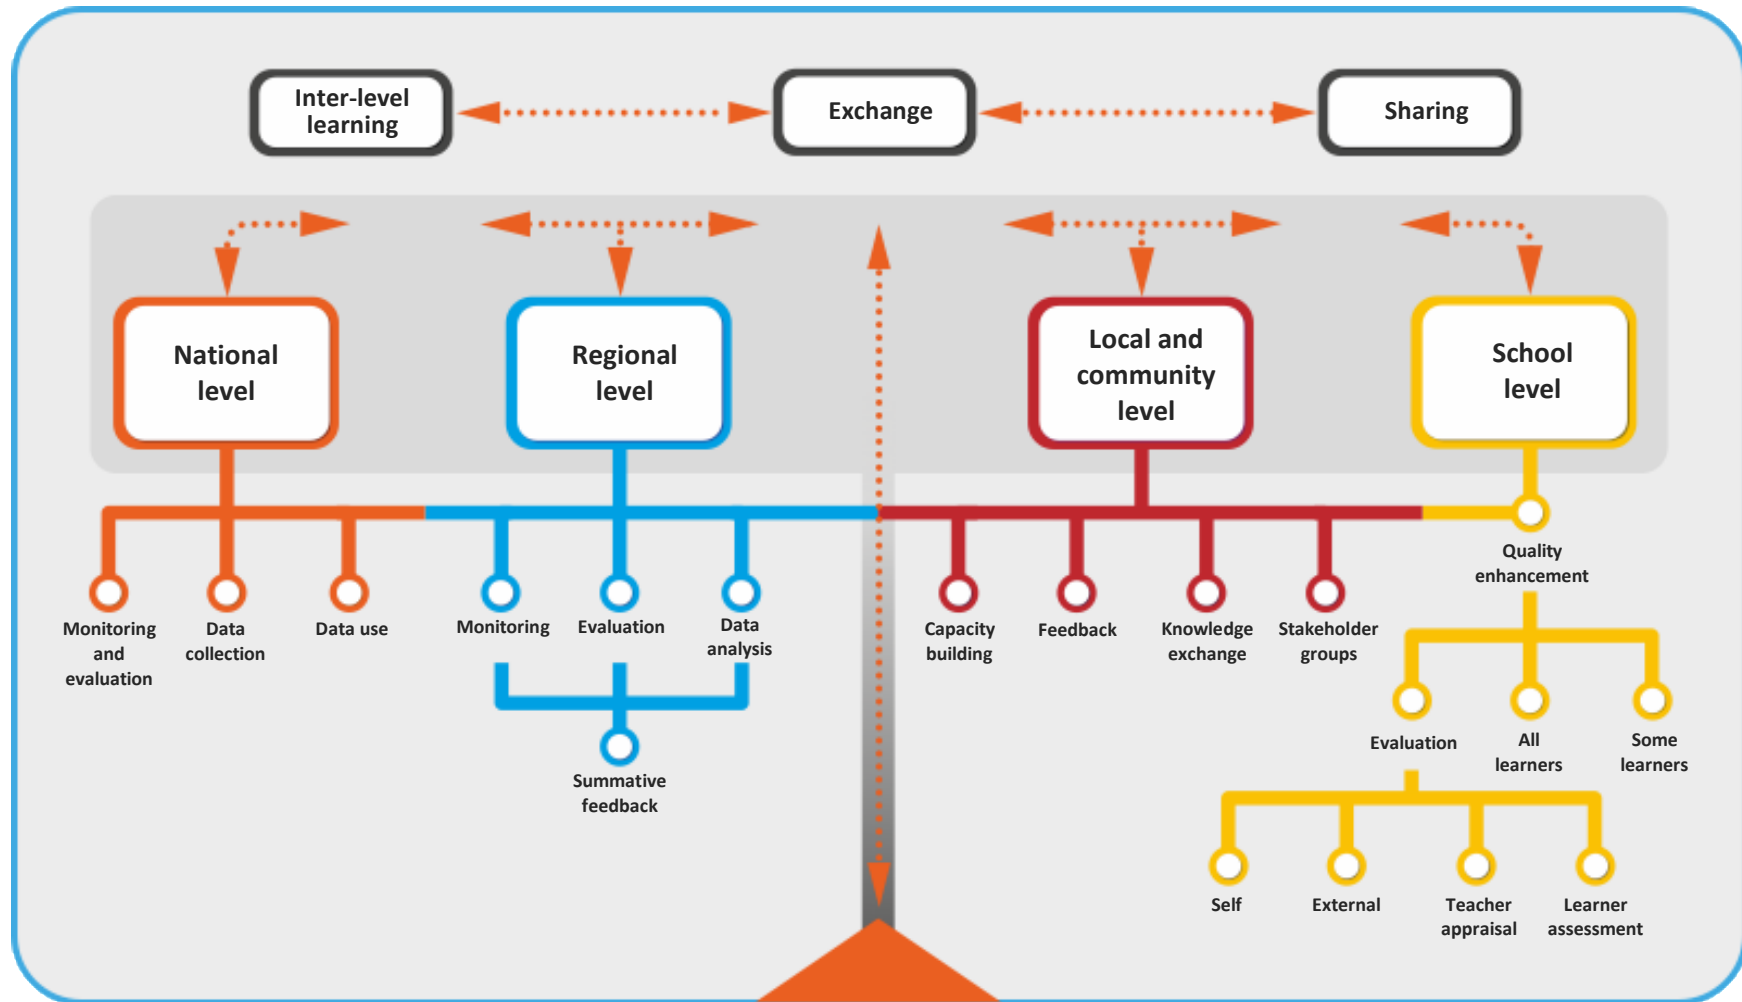 Inter-level
learning
Exchange
Sharing
National
level
Regional
level
Local and
community
level
School
level
Monitoring
and
evaluation
Data
collection
Data use
Monitoring
Evaluation
Data
analysis
Summative
feedback
Capacity
building
Feedback
Knowledge
exchange
Stakeholder
groups
Quality
enhancement
Evaluation
All
learners
Some
learners
Self
External
Teacher
appraisal
Learner
assessment